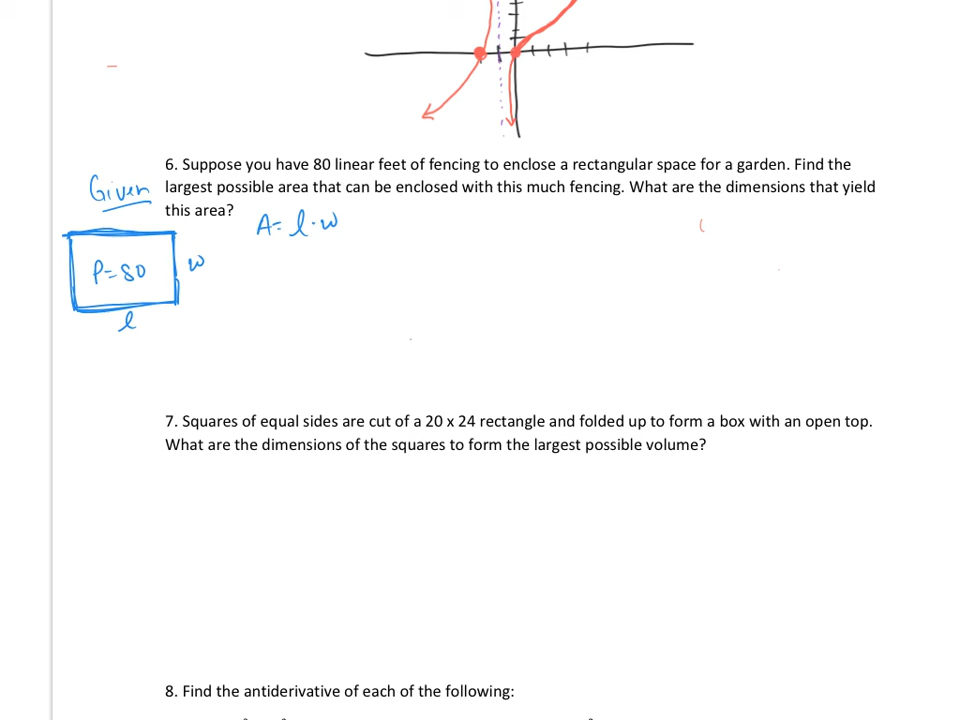 6. Suppose you have 80 linear feet of fencing to enclose a rectangular space for a garden. Find the
Given
largest possible area that can be enclosed with this much fencing. What are the dimensions that yield
this area?
A= l·w
P=80
w
l
7. Squares of equal sides are cut of a 20 x 24 rectangle and folded up to form a box with an open top.
What are the dimensions of the squares to form the largest possible volume?
8. Find the antiderivative of each of the following: